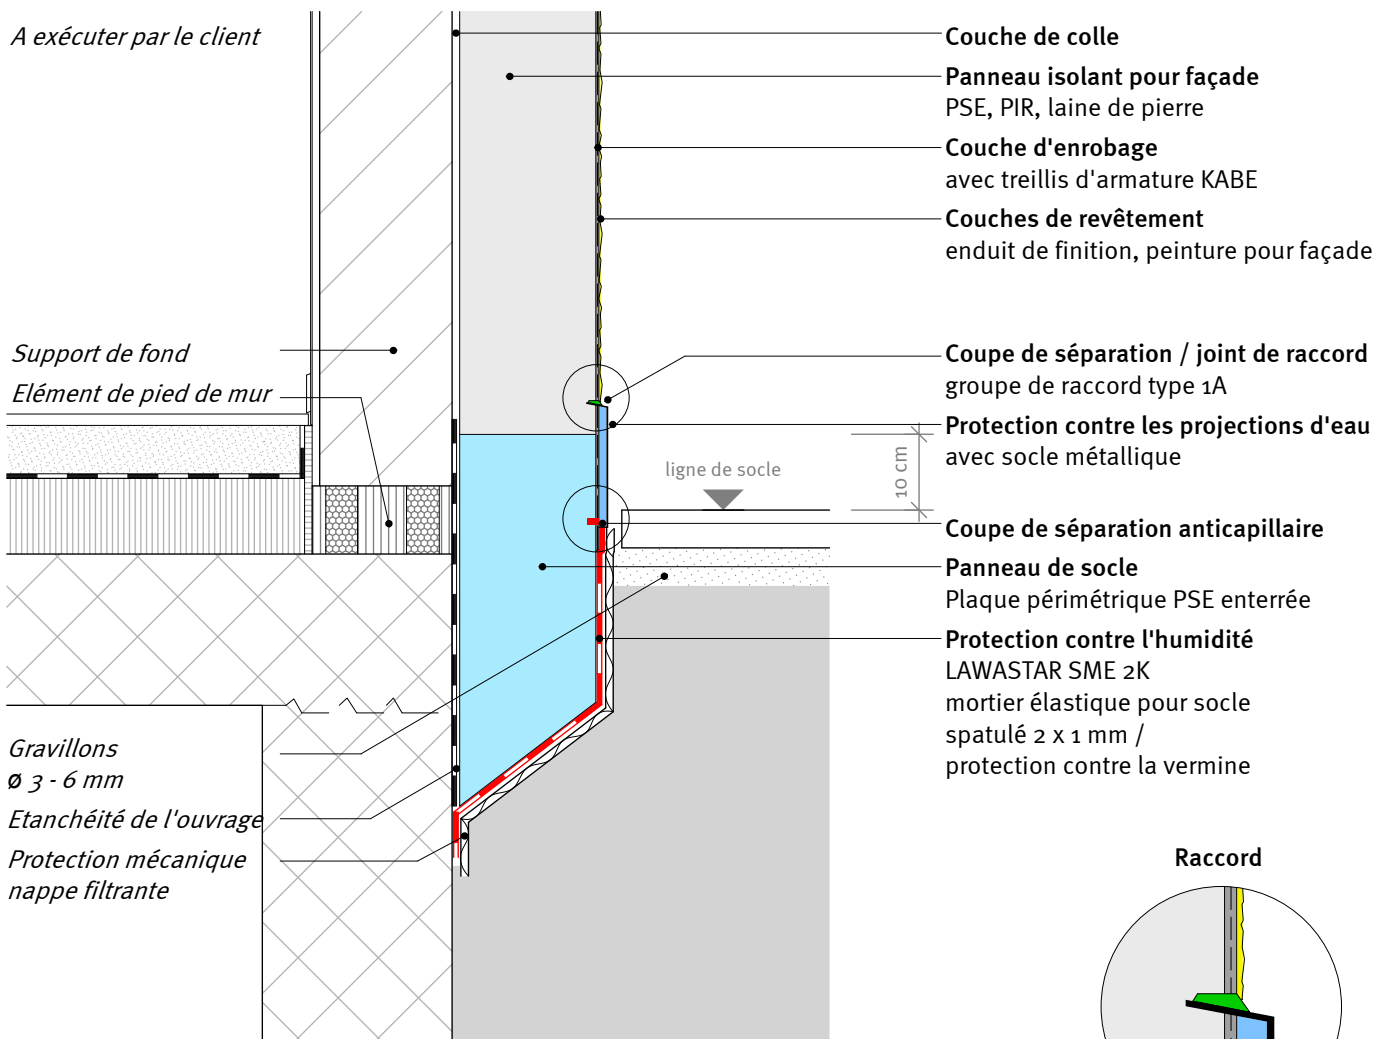 A exécuter par le client
Couche de colle
Panneau isolant pour façade
PSE, PIR, laine de pierre
Couche d'enrobage
avec treillis d'armature KABE
Couches de revêtement
enduit de finition, peinture pour façade
Support de fond
Elément de pied de mur
Coupe de séparation / joint de raccord
groupe de raccord type 1A
Protection contre les projections d'eau
avec socle métallique
ligne de socle
10 cm
Coupe de séparation anticapillaire
Panneau de socle
Plaque périmétrique PSE enterrée
Protection contre l'humidité
LAWASTAR SME 2K
mortier élastique pour socle
spatulé 2 x 1 mm /
protection contre la vermine
Gravillons
ø 3 - 6 mm
Etanchéité de l'ouvrage
Protection mécanique
nappe filtrante
Raccord